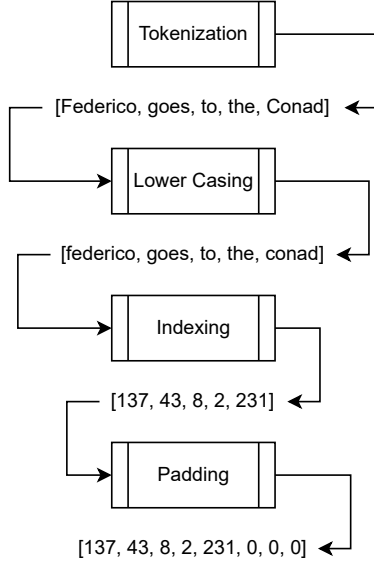 Tokenization
[Federico, goes, to, the, Conad]
Lower Casing
[federico, goes, to, the, conad]
Indexing
[137, 43, 8, 2, 231]
Padding
[137, 43, 8, 2, 231, 0, 0, 0]